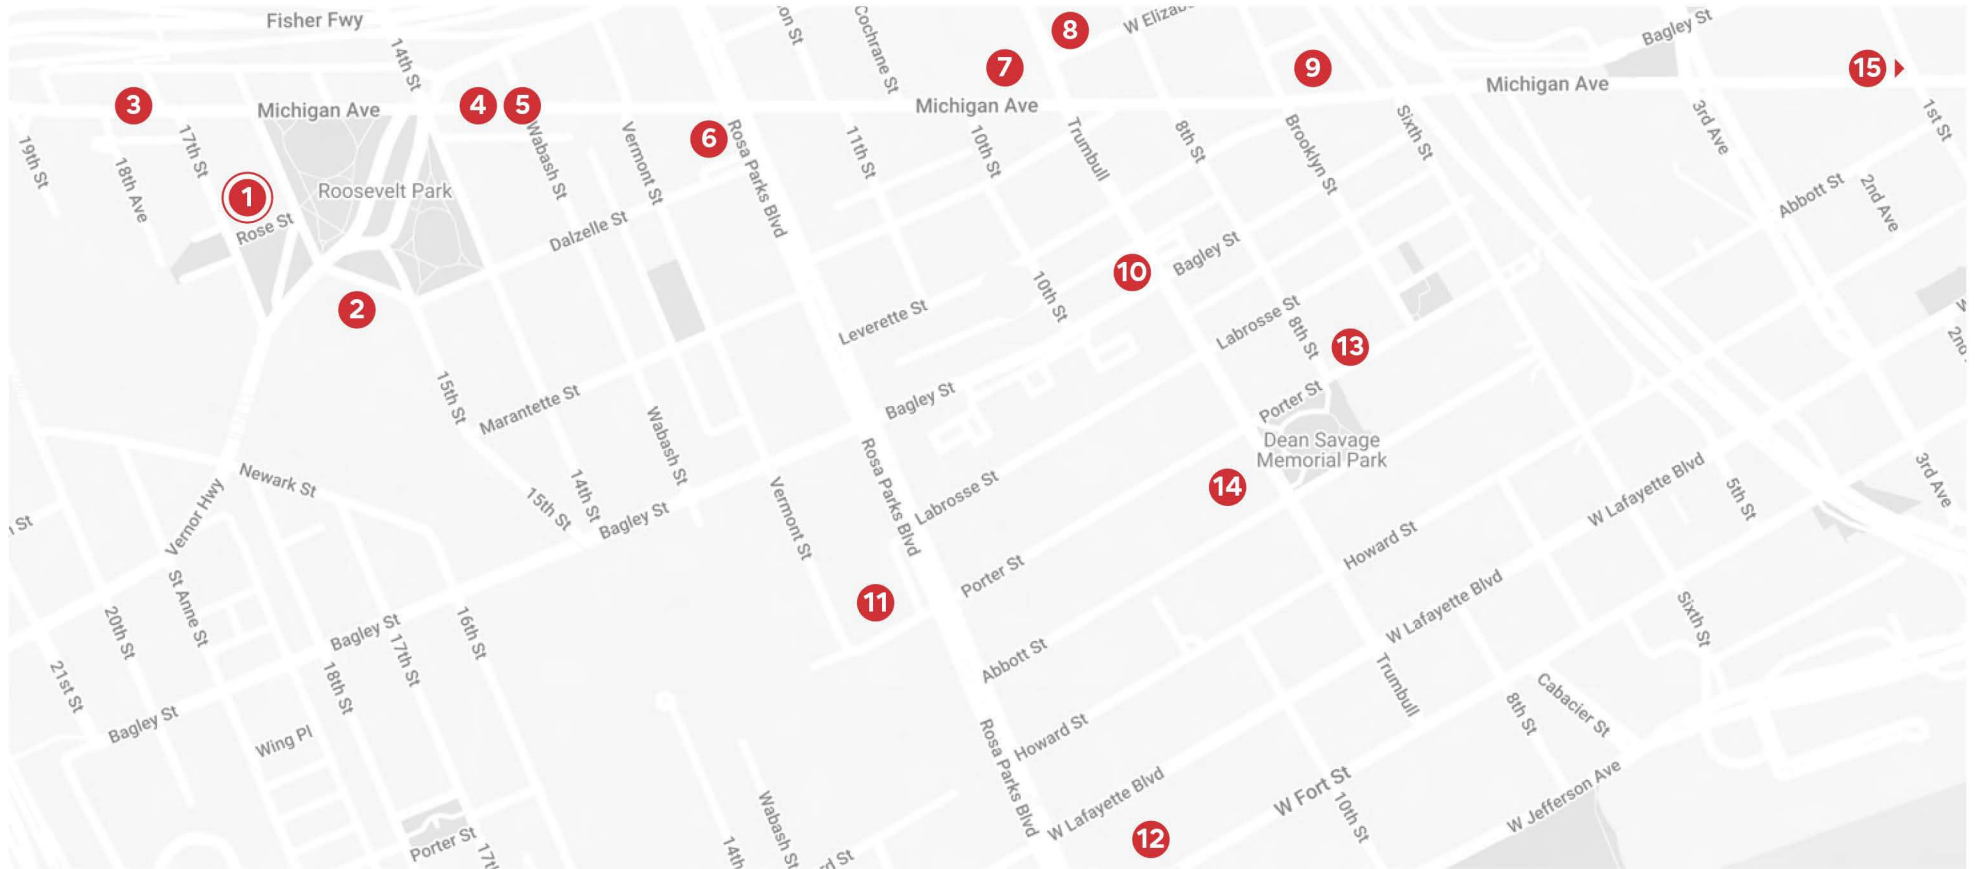 Fisher Fwy
14th St
Cochrane St
8
W Elizab
Bagley St
7
9
15
3
Michigan Ave
4
5
Michigan Ave
Michigan Ave
19th St
17th St
18th Ave
Wabash St
Vermont St
6
Rosa Parks Blvd
11th St
10th St
Trumbull
8th St
Brooklyn St
Sixth St
3rd Ave
1st St
1
Roosevelt Park
Rose St
Dalzelle St
Abbott St
2nd Ave
10
Bagley St
2
10th St
Leverette St
Labrosse St
8th St
13
2nd
15th St
Marantette St
Bagley St
Porter St
Wabash St
Dean Savage
Memorial Park
Rosa Parks Blvd
Newark St
Vernor Hwy
15th St
14th St
Bagley St
Vermont St
Labrosse St
14
W Lafayette Blvd
5th St
3rd Ave
St
Howard St
St Anne St
20th St
21st St
Bagley St
16th St
17th St
18th St
11
Porter St
W Lafayette Blvd
Sixth St
Abbott St
Trumbull
Cabacier St
8th St
Bagley St
Wing Pl
Howard St
Rosa Parks Blvd
W Lafayette Blvd
W Fort St
10th St
W Jefferson Ave
12
Porter St
17th
14th
Wabash St
rd St